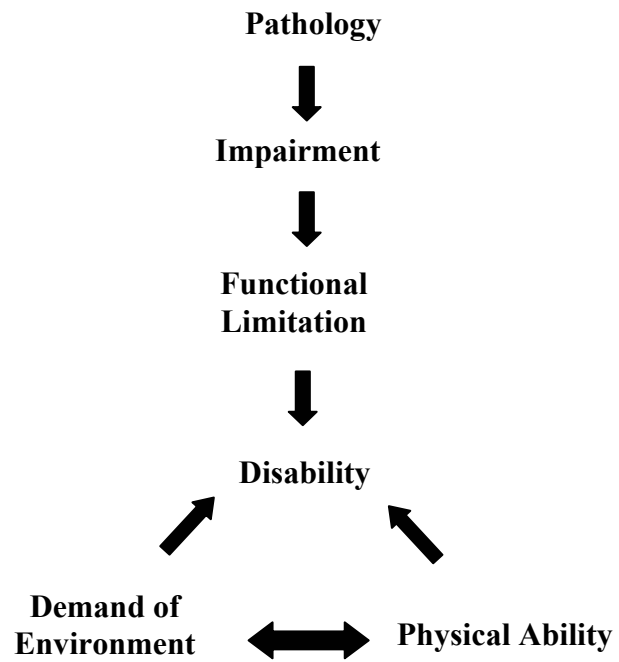 Pathology
Impairment
Functional
Limitation
Disability
Demand of
Environment
Physical Ability